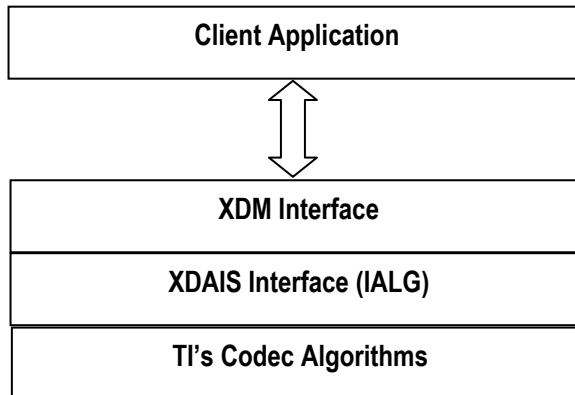 Client Application
XDM Interface
XDAIS Interface (IALG)
TI's Codec Algorithms